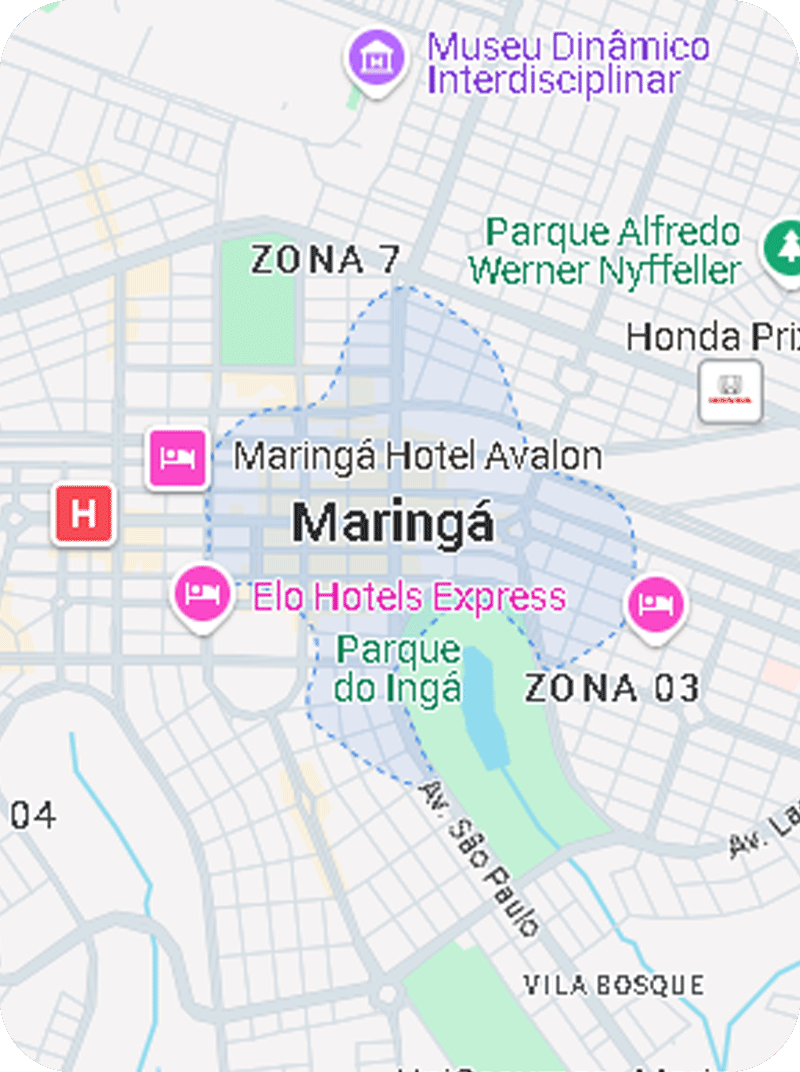 Museu Dinâmico
Interdisciplinar
ZONA 7
Parque Alfredo
Werner Nyffeller
Honda Pri
Maringá Hotel Avalon
H
Maringá
Elo Hotels Express
Parque
do Ingá
ZONA 03
04
Av. São Paulo
Av. La
VILA BOSQUE